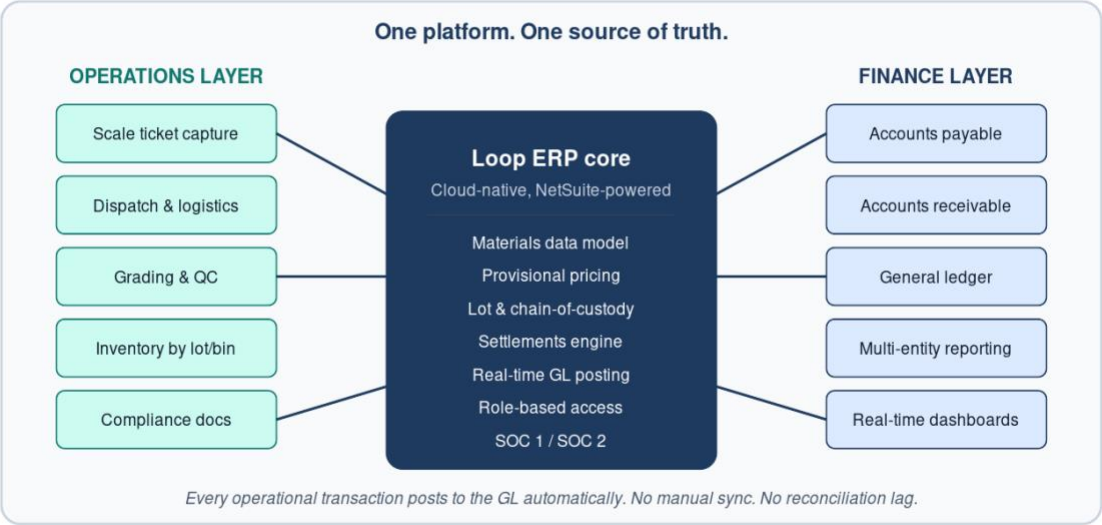 One platform. One source of truth.
OPERATIONS LAYER
Scale ticket capture
Dispatch & logistics
Grading & QC
Inventory by lot/bin
Compliance docs
Loop ERP core
Cloud-native, NetSuite-powered
Materials data model
Provisional pricing
Lot & chain-of-custody
Settlements engine
Real-time GL posting
Role-based access
SOC 1 / SOC 2
FINANCE LAYER
Accounts payable
Accounts receivable
General ledger
Multi-entity reporting
Real-time dashboards
Every operational transaction posts to the GL automatically. No manual sync. No reconciliation lag.